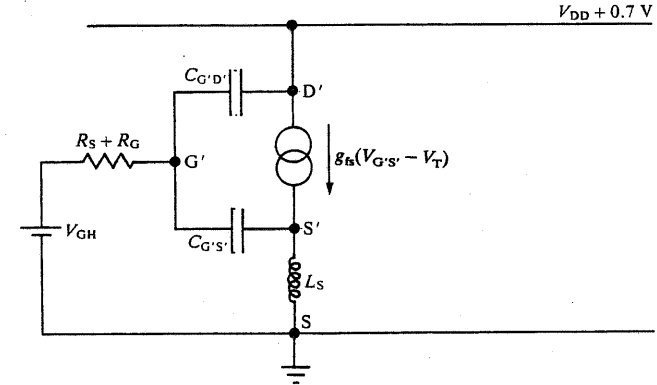 V_DD + 0.7 V
C_G'D'
D'
R_S + R_G
G'
g_fs(V_G'S' − V_T)
V_GH
C_G'S'
S'
L_S
S